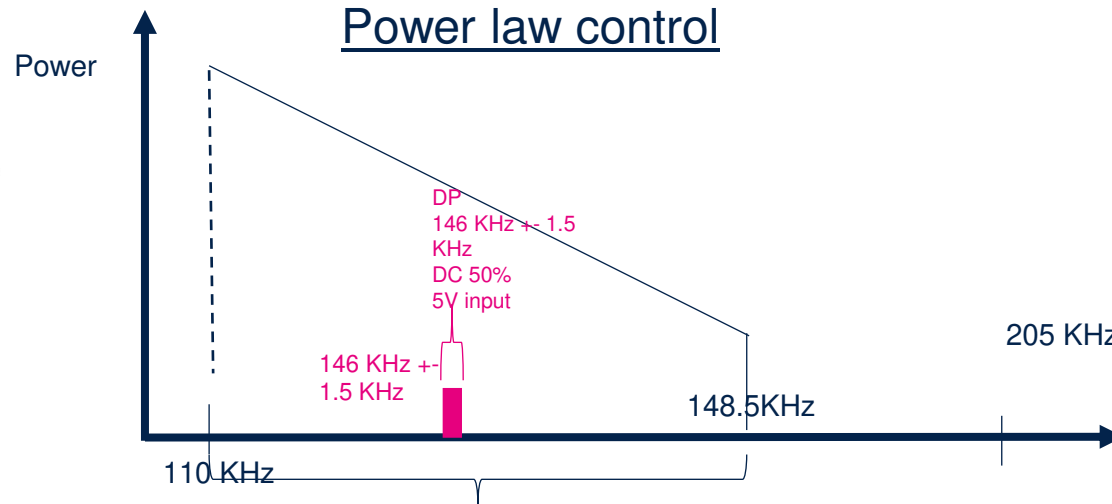 Power law control
Power
DP
146 KHz +- 1.5
KHz
DC 50%
5V input
146 KHz +-
1.5 KHz
205 KHz
148.5KHz
110 KHz